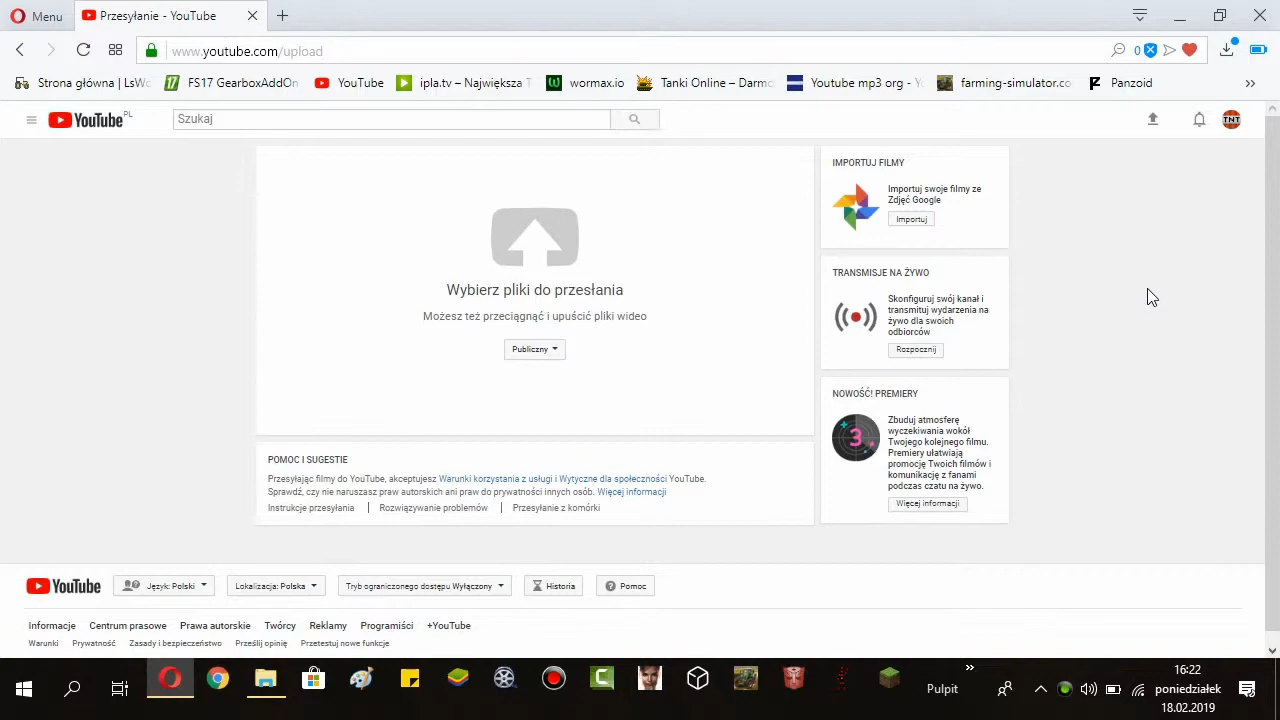 Menu
Przesyłanie - YouTube
www.youtube.com/upload
0
Strona główna | LsWo
17 FS17 GearboxAddOn
YouTube
ipla.tv – Największa T
wormax.io
Tanki Online – Darmo
Youtube mp3 org - Y
farming-simulator.co
Panzoid
YouTube PL
Szukaj
TNT
Wybierz pliki do przesłania
Możesz też przeciągnąć i upuścić pliki wideo
Publiczny
IMPORTUJ FILMY
Importuj swoje filmy ze
Zdjęć Google
Importuj
TRANSMISJE NA ŻYWO
Skonfiguruj swój kanał i
transmituj wydarzenia na
żywo dla swoich
odbiorców
Rozpocznij
NOWOŚĆ! PREMIERY
3
Zbuduj atmosferę
wyczekiwania wokół
Twojego kolejnego filmu.
Premiery ułatwiają
promocję Twoich filmów i
komunikację z fanami
podczas czatu na żywo.
Więcej informacji
POMOC I SUGESTIE
Przesyłając filmy do YouTube, akceptujesz Warunki korzystania z usługi i Wytyczne dla społeczności YouTube.
Sprawdź, czy nie naruszasz praw autorskich ani praw do prywatności innych osób. Więcej informacji
Instrukcje przesyłania | Rozwiązywanie problemów | Przesyłanie z komórki
YouTube
Język: Polski
Lokalizacja: Polska
Tryb ograniczonego dostępu Wyłączony
Historia
Pomoc
Informacje Centrum prasowe Prawa autorskie Twórcy Reklamy Programiści +YouTube
Warunki Prywatność Zasady i bezpieczeństwo Prześlij opinię Przetestuj nowe funkcje
Pulpit
16:22
poniedziałek
18.02.2019